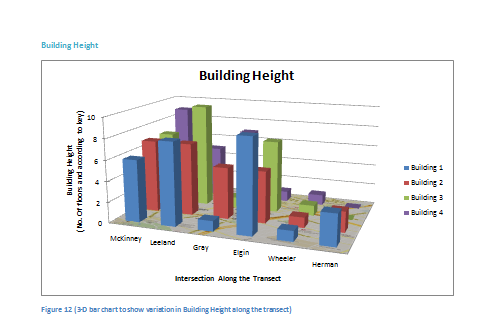 Building Height
Building Height
10
8
6
4
2
0
Building Height
(No. Of Floors and according to key)
McKinney
Leeland
Gray
Elgin
Wheeler
Herman
Intersection Along the Transect
Building 1
Building 2
Building 3
Building 4
Figure 12 (3-D bar chart to show variation in Building Height along the transect)